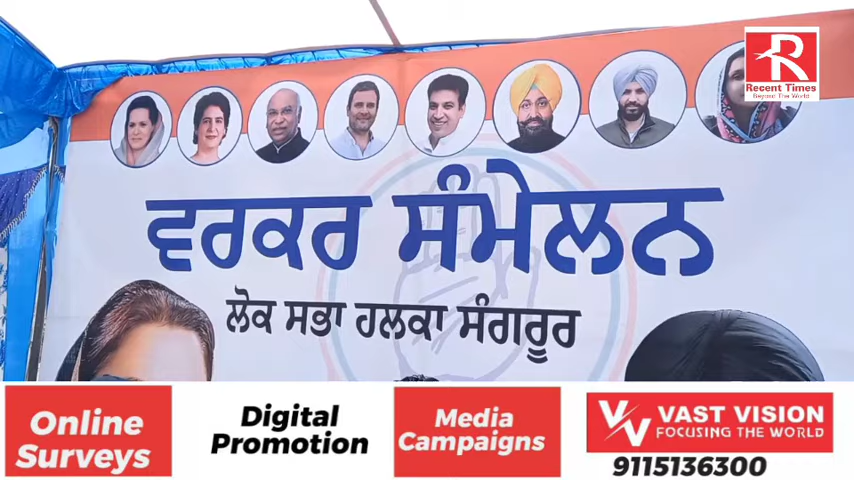 Recent Times
Beyond The World
ਵਰਕਰ ਸੰਮੇਲਨ
ਲੋਕ ਸਭਾ ਹਲਕਾ ਸੰਗਰੂਰ
Online
Surveys
Digital
Promotion
Media
Campaigns
VAST VISION
FOCUSING THE WORLD
9115136300